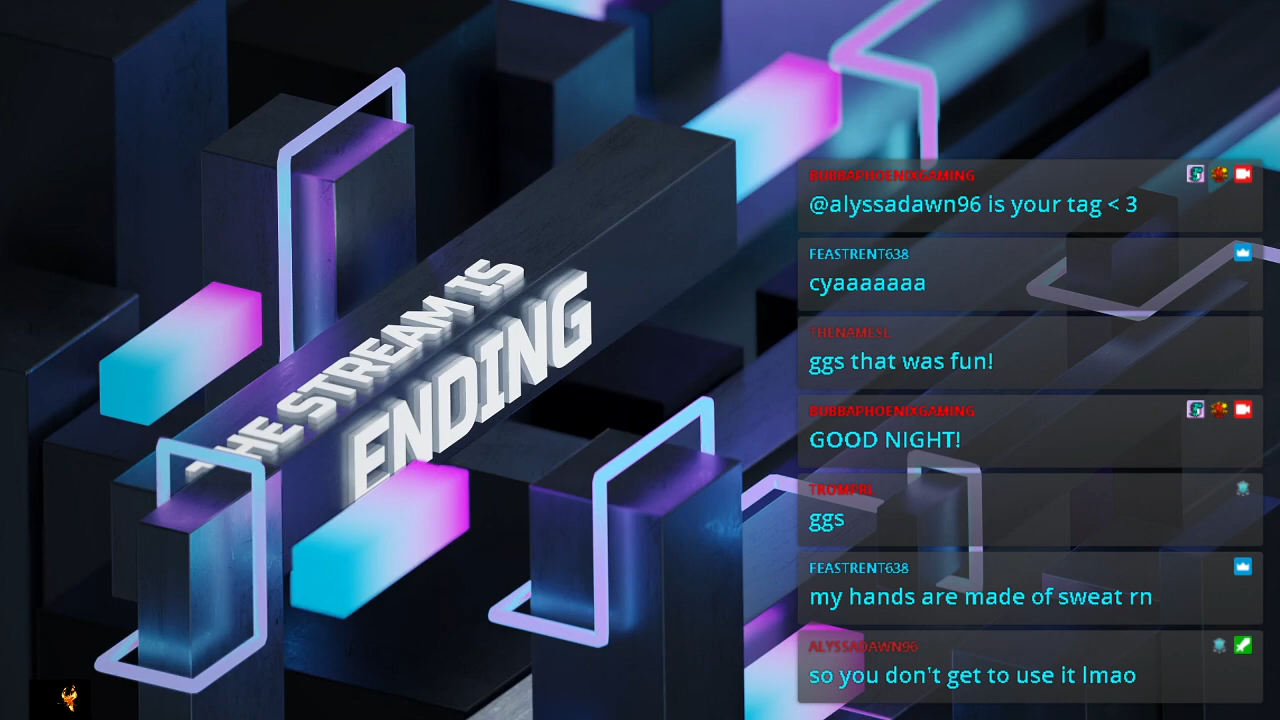 THE STREAM IS
ENDING
BUBBAPHOENIXGAMING
@alyssadawn96 is your tag < 3
FEASTRENT638
cyaaaaaaa
THENAMESL
ggs that was fun!
BUBBAPHOENIXGAMING
GOOD NIGHT!
TROMPRL
ggs
FEASTRENT638
my hands are made of sweat rn
ALYSSADAWN96
so you don't get to use it lmao